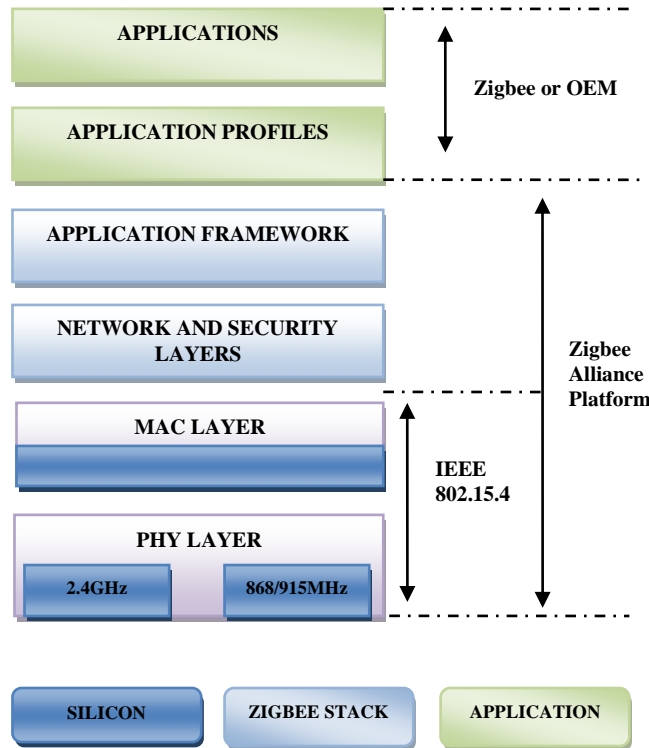 APPLICATIONS
Zigbee or OEM
APPLICATION PROFILES
APPLICATION FRAMEWORK
NETWORK AND SECURITY
LAYERS
Zigbee
Alliance
Platform
MAC LAYER
IEEE
802.15.4
PHY LAYER
2.4GHz
868/915MHz
SILICON
ZIGBEE STACK
APPLICATION